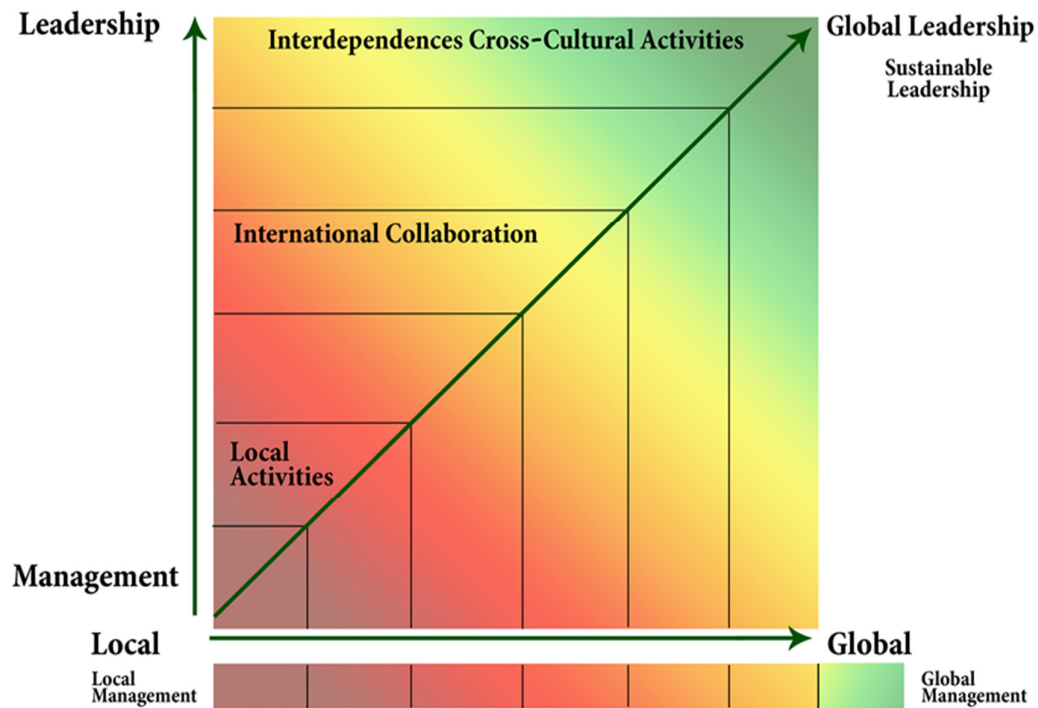 Leadership
Interdependences Cross-Cultural Activities
Global Leadership
Sustainable
Leadership
International Collaboration
Local
Activities
Management
Local
Global
Local
Management
Global
Management